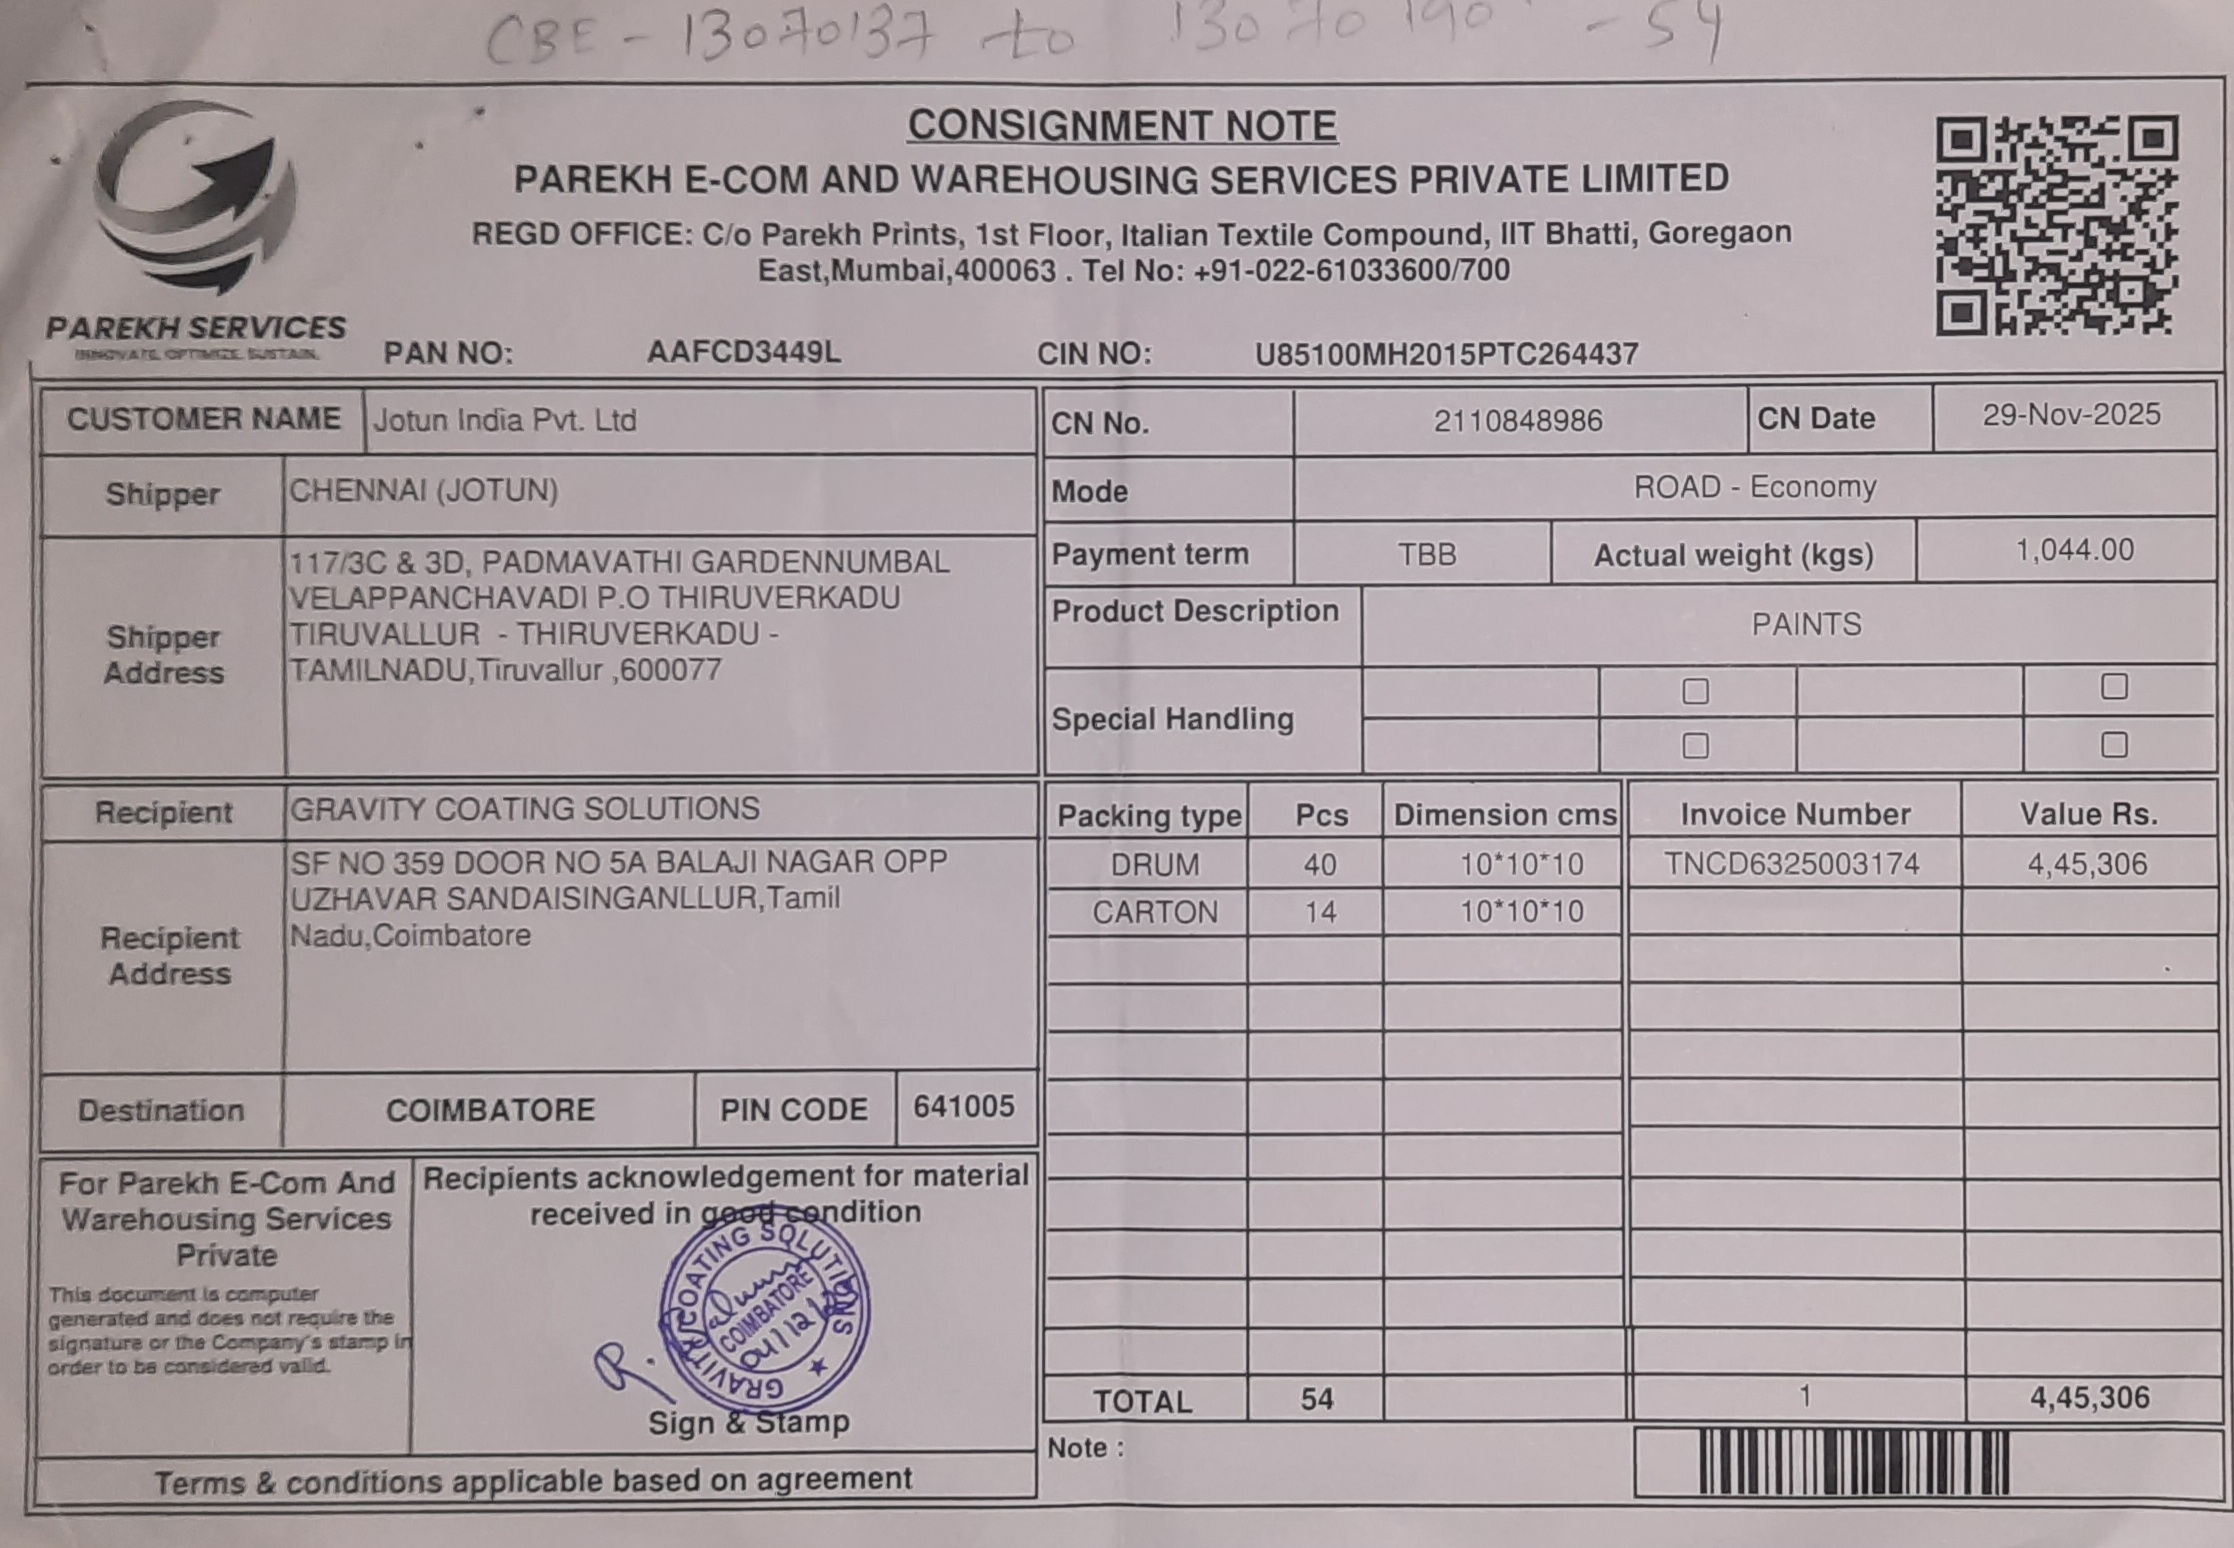 CBE - 13070137 to 13070190 - 54
CONSIGNMENT NOTE
PAREKH E-COM AND WAREHOUSING SERVICES PRIVATE LIMITED
REGD OFFICE: C/o Parekh Prints, 1st Floor, Italian Textile Compound, IIT Bhatti, Goregaon
East,Mumbai,400063 . Tel No: +91-022-61033600/700
PAREKH SERVICES
INNOVATE. OPTIMIZE. SUSTAIN.
PAN NO: AAFCD3449L CIN NO: U85100MH2015PTC264437
CUSTOMER NAME Jotun India Pvt. Ltd
Shipper CHENNAI (JOTUN)
Shipper Address
117/3C & 3D, PADMAVATHI GARDENNUMBAL
VELAPPANCHAVADI P.O THIRUVERKADU
TIRUVALLUR - THIRUVERKADU -
TAMILNADU,Tiruvallur ,600077
CN No. 2110848986 CN Date 29-Nov-2025
Mode ROAD - Economy
Payment term TBB Actual weight (kgs) 1,044.00
Product Description PAINTS
Special Handling
Recipient GRAVITY COATING SOLUTIONS
Recipient Address
SF NO 359 DOOR NO 5A BALAJI NAGAR OPP
UZHAVAR SANDAISINGANLLUR,Tamil
Nadu,Coimbatore
Destination COIMBATORE PIN CODE 641005
Packing type Pcs Dimension cms Invoice Number Value Rs.
DRUM 40 10*10*10 TNCD6325003174 4,45,306
CARTON 14 10*10*10
TOTAL 54 1 4,45,306
Note :
For Parekh E-Com And
Warehousing Services
Private
This document is computer
generated and does not require the
signature or the Company's stamp in
order to be considered valid.
Recipients acknowledgement for material
received in good condition
GRAVITY COATING SOLUTIONS
COIMBATORE
R.
Sign & Stamp
Terms & conditions applicable based on agreement